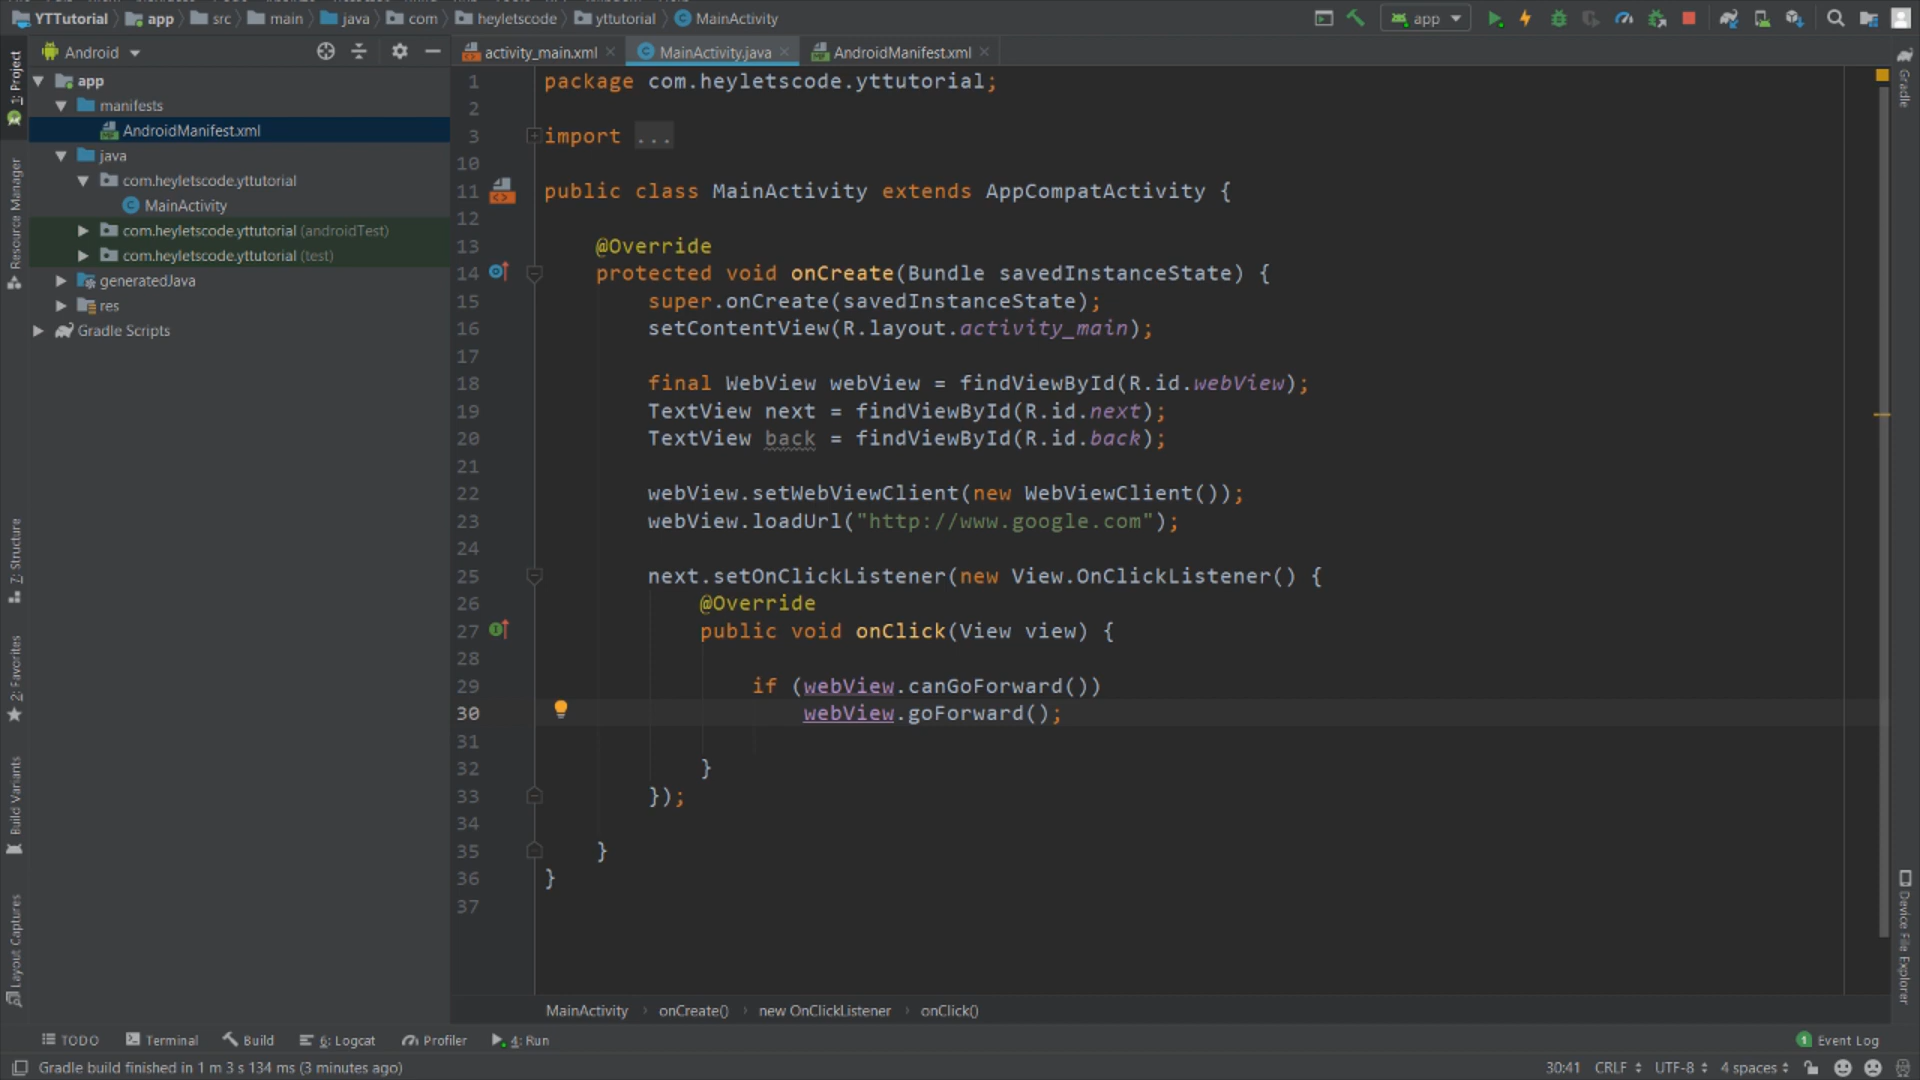 YTTutorial app src main java com heyletscode yttutorial MainActivity app
Android
activity_main.xml MainActivity.java AndroidManifest.xml
1: Project
Resource Manager
7: Structure
2: Favorites
Build Variants
Layout Captures
app
manifests
AndroidManifest.xml
java
com.heyletscode.yttutorial
MainActivity
com.heyletscode.yttutorial (androidTest)
com.heyletscode.yttutorial (test)
generatedJava
res
Gradle Scripts
1 package com.heyletscode.yttutorial;
2
3 import ...
10
11 public class MainActivity extends AppCompatActivity {
12
13 @Override
14 protected void onCreate(Bundle savedInstanceState) {
15 super.onCreate(savedInstanceState);
16 setContentView(R.layout.activity_main);
17
18 final WebView webView = findViewById(R.id.webView);
19 TextView next = findViewById(R.id.next);
20 TextView back = findViewById(R.id.back);
21
22 webView.setWebViewClient(new WebViewClient());
23 webView.loadUrl("http://www.google.com");
24
25 next.setOnClickListener(new View.OnClickListener() {
26 @Override
27 public void onClick(View view) {
28
29 if (webView.canGoForward())
30 webView.goForward();
31
32 }
33 });
34
35 }
36 }
37
Gradle
Device File Explorer
MainActivity › onCreate() › new OnClickListener › onClick()
TODO Terminal Build 6: Logcat Profiler 4: Run 1 Event Log
Gradle build finished in 1 m 3 s 134 ms (3 minutes ago) 30:41 CRLF UTF-8 4 spaces